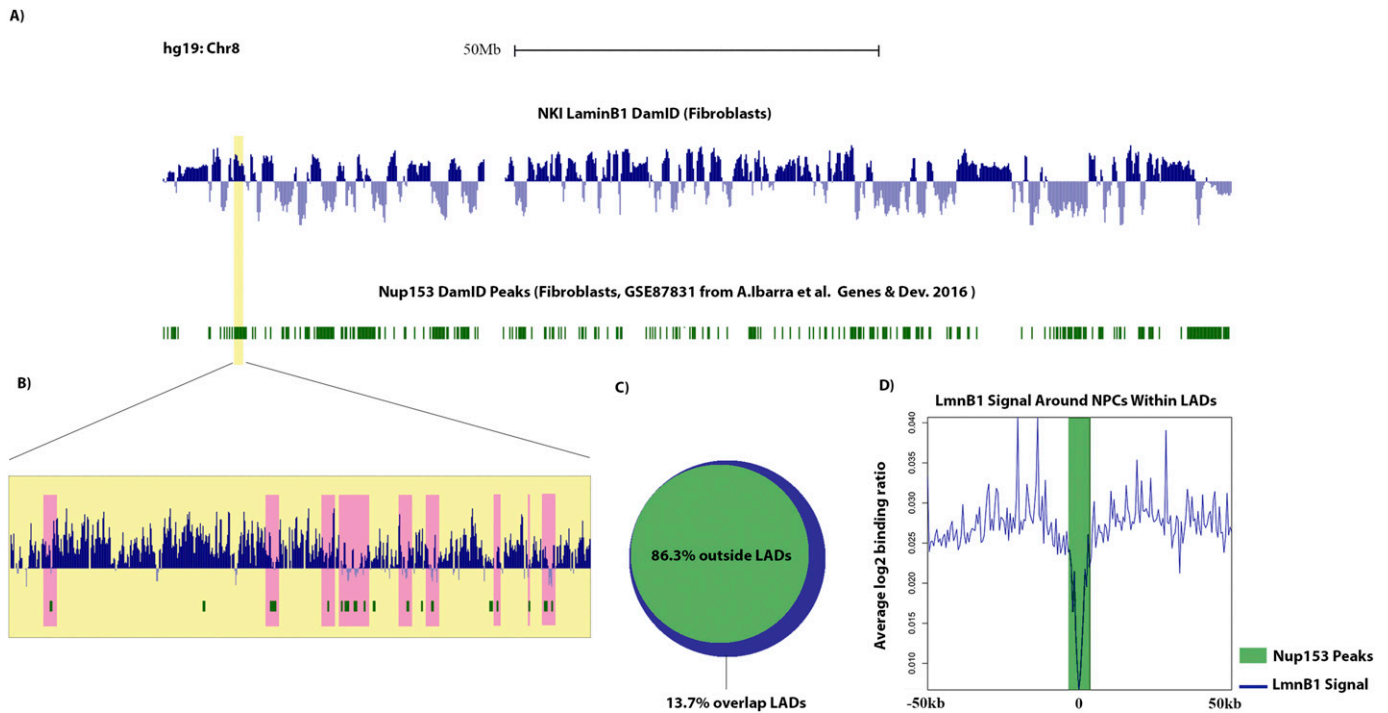 A)
hg19: Chr8
50Mb
NKI LaminB1 DamID (Fibroblasts)
Nup153 DamID Peaks (Fibroblasts, GSE87831 from A.Ibarra et al. Genes & Dev. 2016 )
B)
C)
86.3% outside LADs
13.7% overlap LADs
D)
LmnB1 Signal Around NPCs Within LADs
Average log2 binding ratio
0.040
0.035
0.030
0.025
0.020
0.015
0.010
-50kb
0
50kb
Nup153 Peaks
LmnB1 Signal